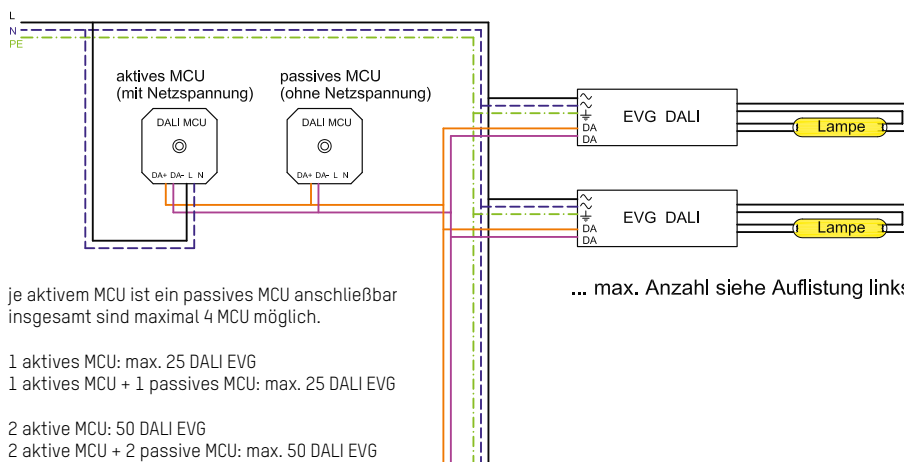 L
N
PE
aktives MCU
(mit Netzspannung)
passives MCU
(ohne Netzspannung)
DALI MCU
DA+ DA- L N
DALI MCU
DA+ DA- L N
EVG DALI
DA
DA
Lampe
EVG DALI
DA
DA
Lampe
... max. Anzahl siehe Auflistung links
je aktivem MCU ist ein passives MCU anschließbar
insgesamt sind maximal 4 MCU möglich.
1 aktives MCU: max. 25 DALI EVG
1 aktives MCU + 1 passives MCU: max. 25 DALI EVG
2 aktive MCU: 50 DALI EVG
2 aktive MCU + 2 passive MCU: max. 50 DALI EVG